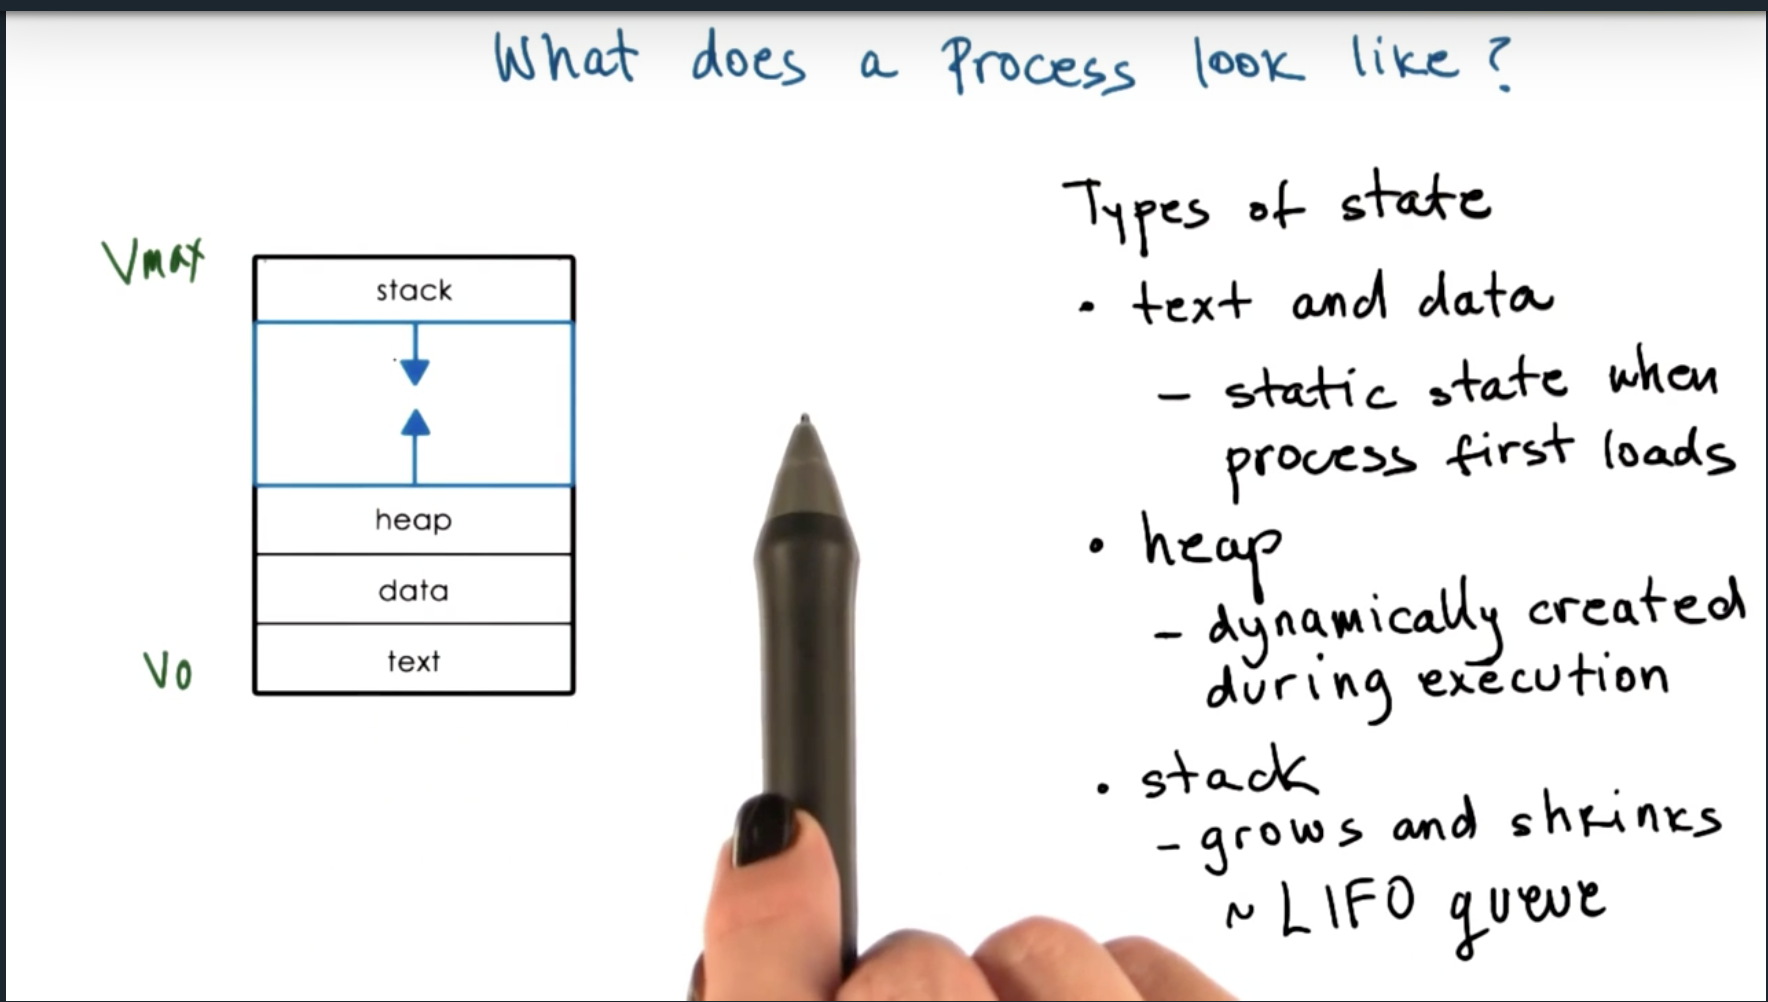 What does a Process look like?
Vmax
stack
heap
data
text
V0
Types of state
• text and data
– static state when
process first loads
• heap
– dynamically created
during execution
• stack
– grows and shrinks
~ LIFO queue